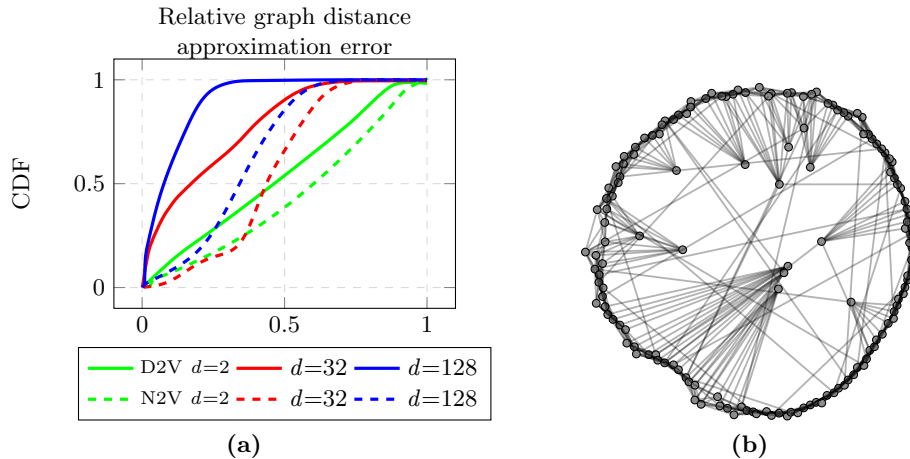 Relative graph distance
approximation error
CDF
1
0.5
0
0 0.5 1
D2V d=2 d=32 d=128
N2V d=2 d=32 d=128
(a) (b)